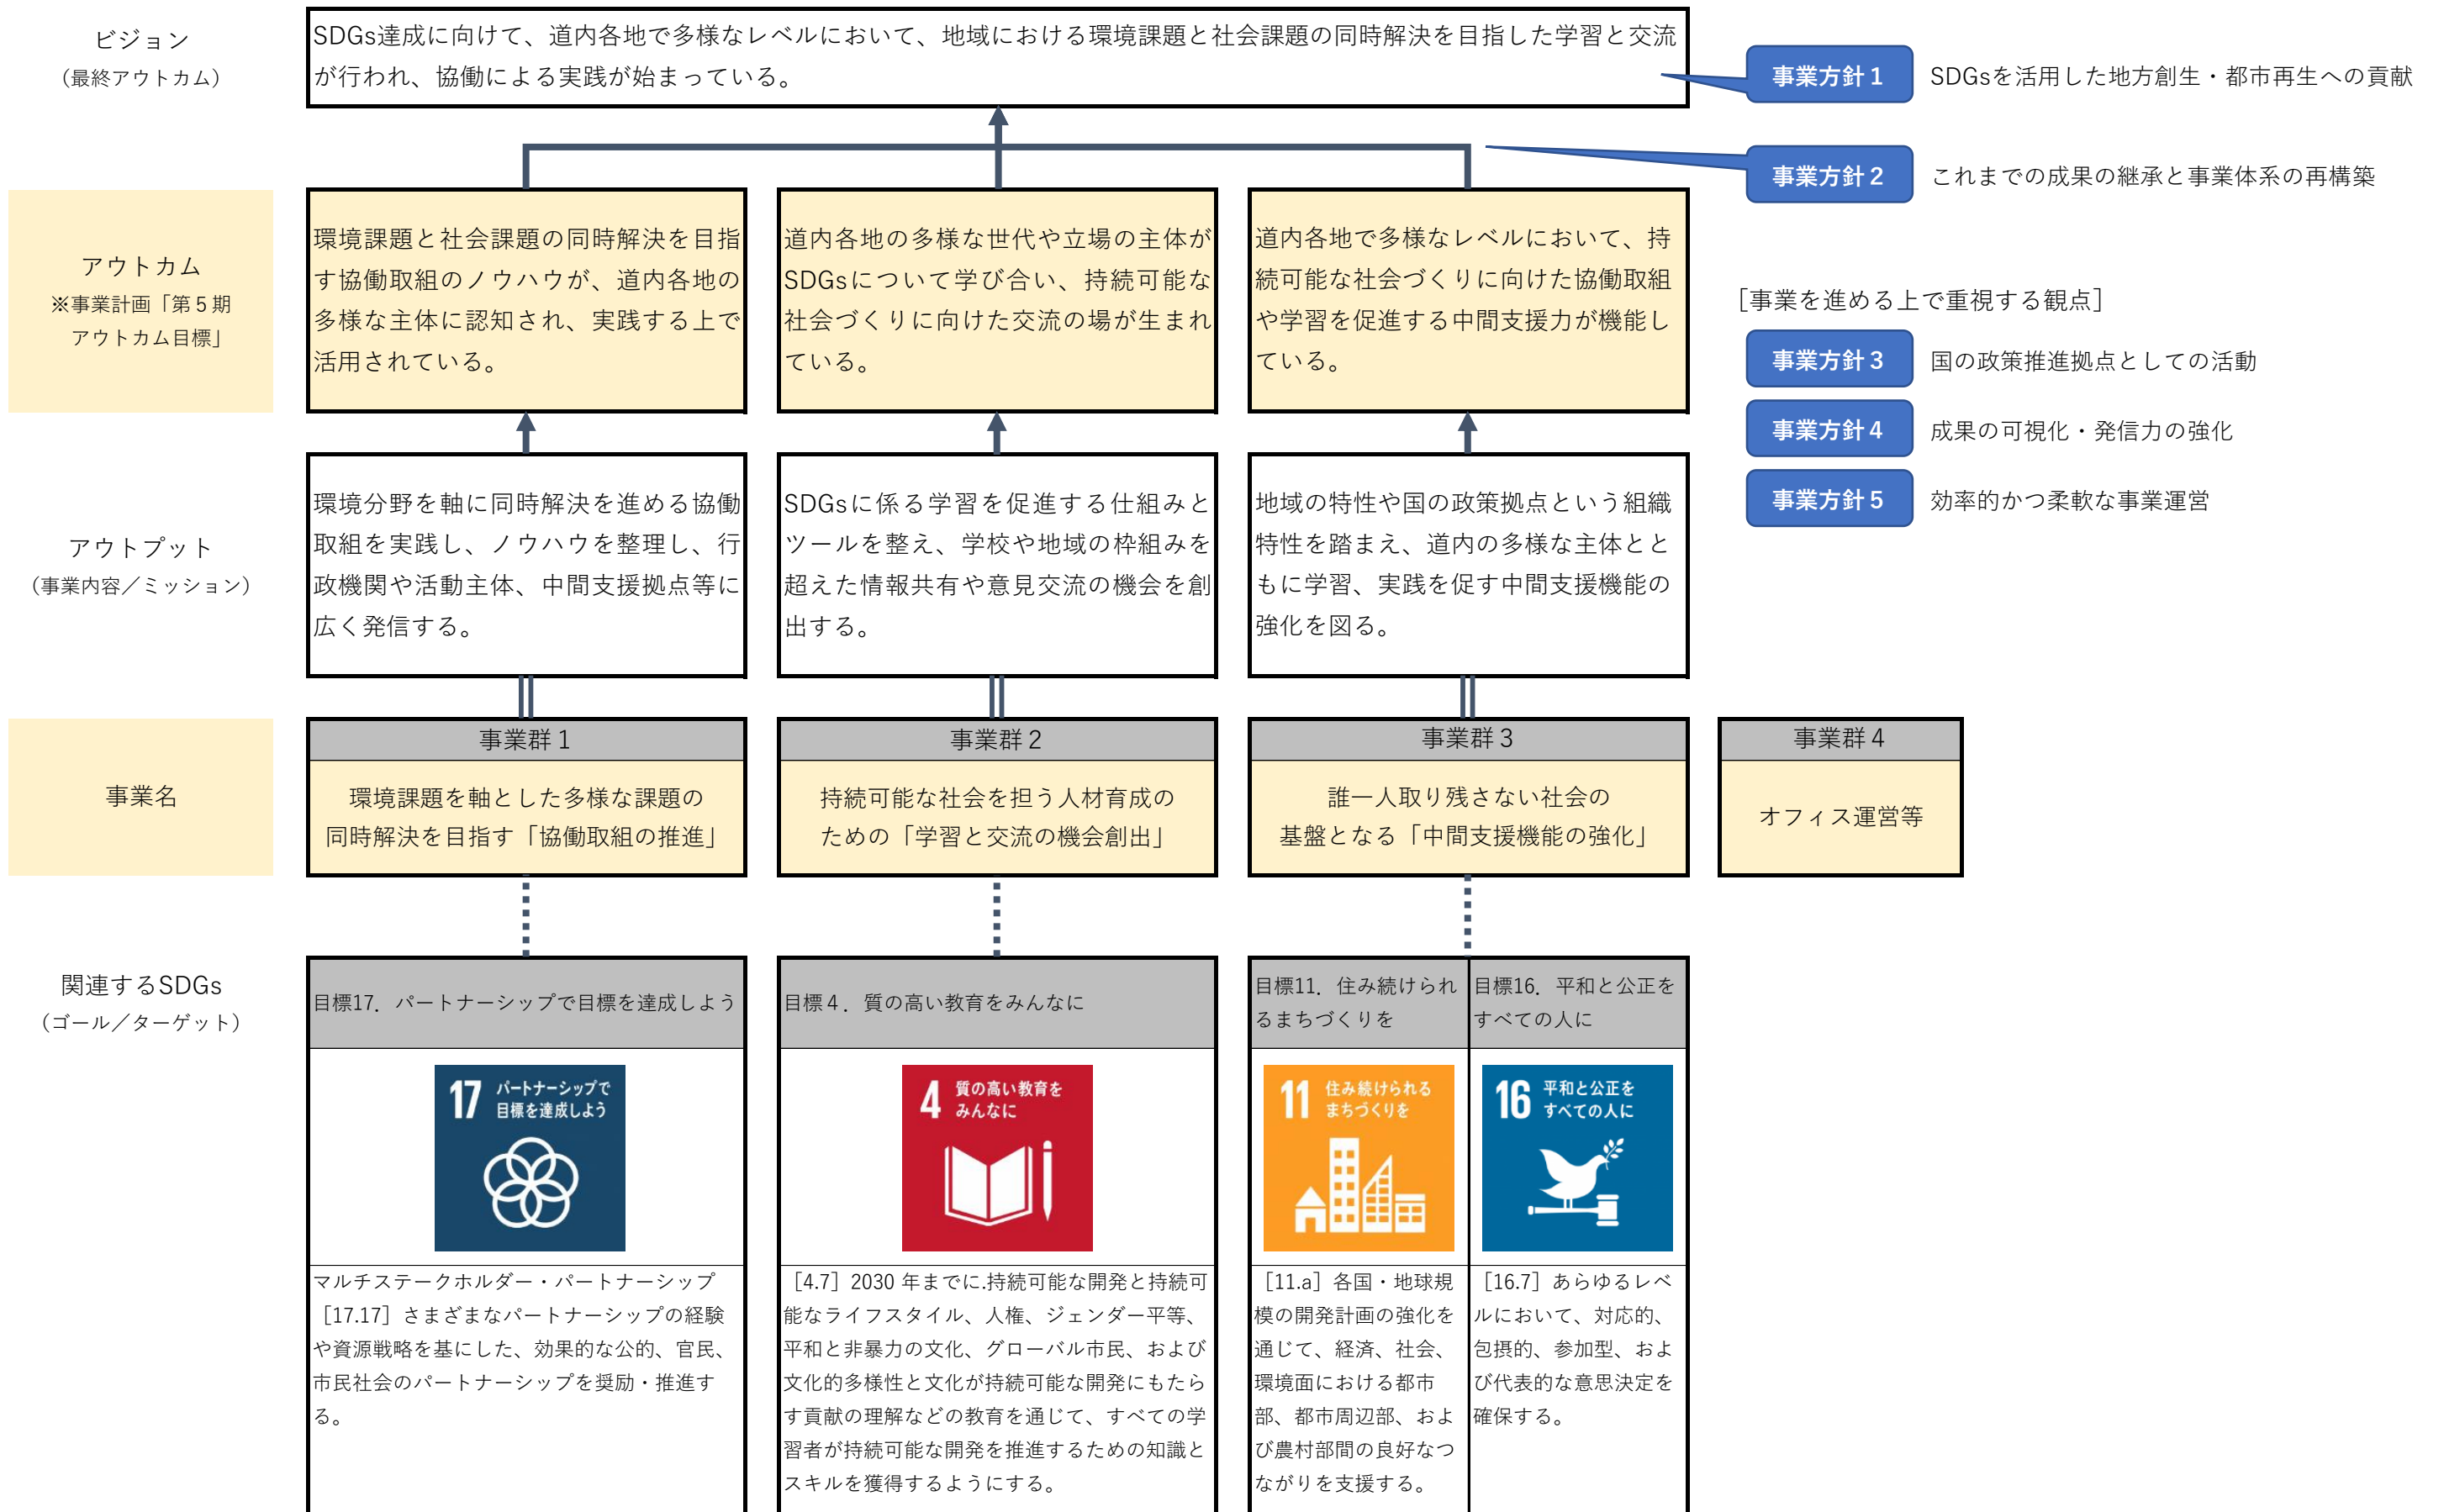 ビジョン
（最終アウトカム）
SDGs達成に向けて、道内各地で多様なレベルにおいて、地域における環境課題と社会課題の同時解決を目指した学習と交流
が行われ、協働による実践が始まっている。
事業方針１
SDGsを活用した地方創生・都市再生への貢献
事業方針２
これまでの成果の継承と事業体系の再構築
アウトカム
※事業計画「第５期
アウトカム目標」
環境課題と社会課題の同時解決を目指
す協働取組のノウハウが、道内各地の
多様な主体に認知され、実践する上で
活用されている。
道内各地の多様な世代や立場の主体が
SDGsについて学び合い、持続可能な
社会づくりに向けた交流の場が生まれ
ている。
道内各地で多様なレベルにおいて、持
続可能な社会づくりに向けた協働取組
や学習を促進する中間支援力が機能し
ている。
［事業を進める上で重視する観点］
事業方針３
国の政策推進拠点としての活動
事業方針４
成果の可視化・発信力の強化
事業方針５
効率的かつ柔軟な事業運営
アウトプット
（事業内容／ミッション）
環境分野を軸に同時解決を進める協働
取組を実践し、ノウハウを整理し、行
政機関や活動主体、中間支援拠点等に
広く発信する。
SDGsに係る学習を促進する仕組みと
ツールを整え、学校や地域の枠組みを
超えた情報共有や意見交流の機会を創
出する。
地域の特性や国の政策拠点という組織
特性を踏まえ、道内の多様な主体とと
もに学習、実践を促す中間支援機能の
強化を図る。
事業名
事業群１
環境課題を軸とした多様な課題の
同時解決を目指す「協働取組の推進」
事業群２
持続可能な社会を担う人材育成の
ための「学習と交流の機会創出」
事業群３
誰一人取り残さない社会の
基盤となる「中間支援機能の強化」
事業群４
オフィス運営等
関連するSDGs
（ゴール／ターゲット）
目標17．パートナーシップで目標を達成しよう
17 パートナーシップで
目標を達成しよう
マルチステークホルダー・パートナーシップ
［17.17］さまざまなパートナーシップの経験
や資源戦略を基にした、効果的な公的、官民、
市民社会のパートナーシップを奨励・推進す
る。
目標４．質の高い教育をみんなに
4 質の高い教育を
みんなに
［4.7］2030 年までに.持続可能な開発と持続可
能なライフスタイル、人権、ジェンダー平等、
平和と非暴力の文化、グローバル市民、および
文化的多様性と文化が持続可能な開発にもたら
す貢献の理解などの教育を通じて、すべての学
習者が持続可能な開発を推進するための知識と
スキルを獲得するようにする。
目標11．住み続けられ
るまちづくりを
11 住み続けられる
まちづくりを
［11.a］各国・地球規
模の開発計画の強化を
通じて、経済、社会、
環境面における都市
部、都市周辺部、およ
び農村部間の良好なつ
ながりを支援する。
目標16．平和と公正を
すべての人に
16 平和と公正を
すべての人に
［16.7］あらゆるレベ
ルにおいて、対応的、
包摂的、参加型、およ
び代表的な意思決定を
確保する。